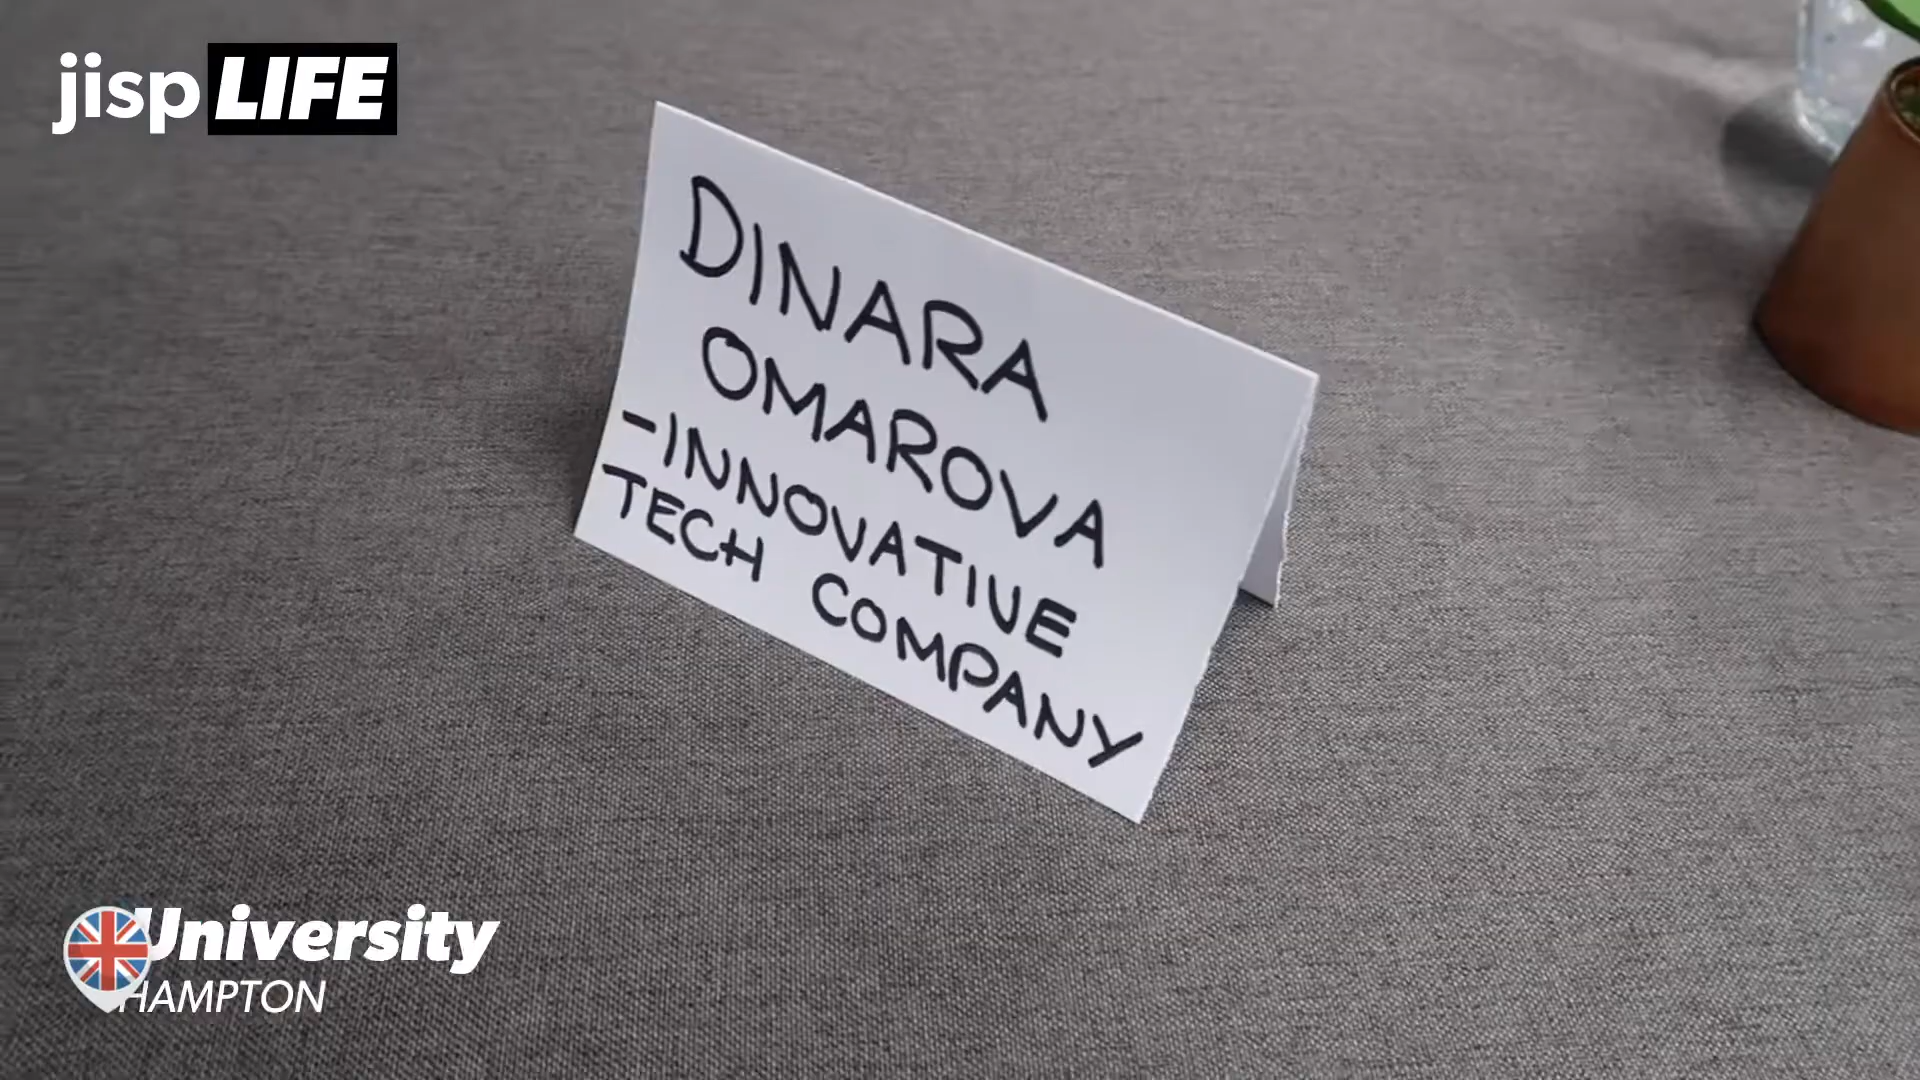 jisp LIFE
DINARA
OMAROVA
-INNOVATIVE
TECH COMPANY
University
HAMPTON